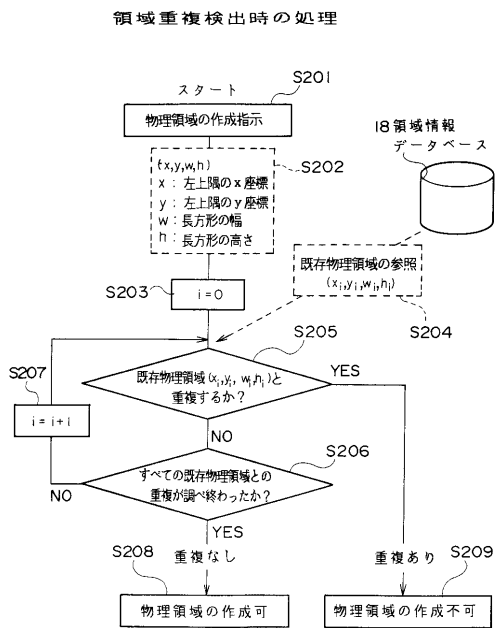 領域重複検出時の処理
スタート
S201
物理領域の作成指示
(x,y,w,h)
x : 左上隅のx座標
y : 左上隅のy座標
w : 長方形の幅
h : 長方形の高さ
S202
18領域情報
データベース
既存物理領域の参照
(xi,yi,wi,hi)
S204
S203
i=0
S205
既存物理領域(xi,yi,wi,hi)と
重複するか?
YES
S207
i=i+1
NO
S206
すべての既存物理領域との
重複が調べ終わったか?
NO
YES
重複なし
重複あり
S208
物理領域の作成可
S209
物理領域の作成不可